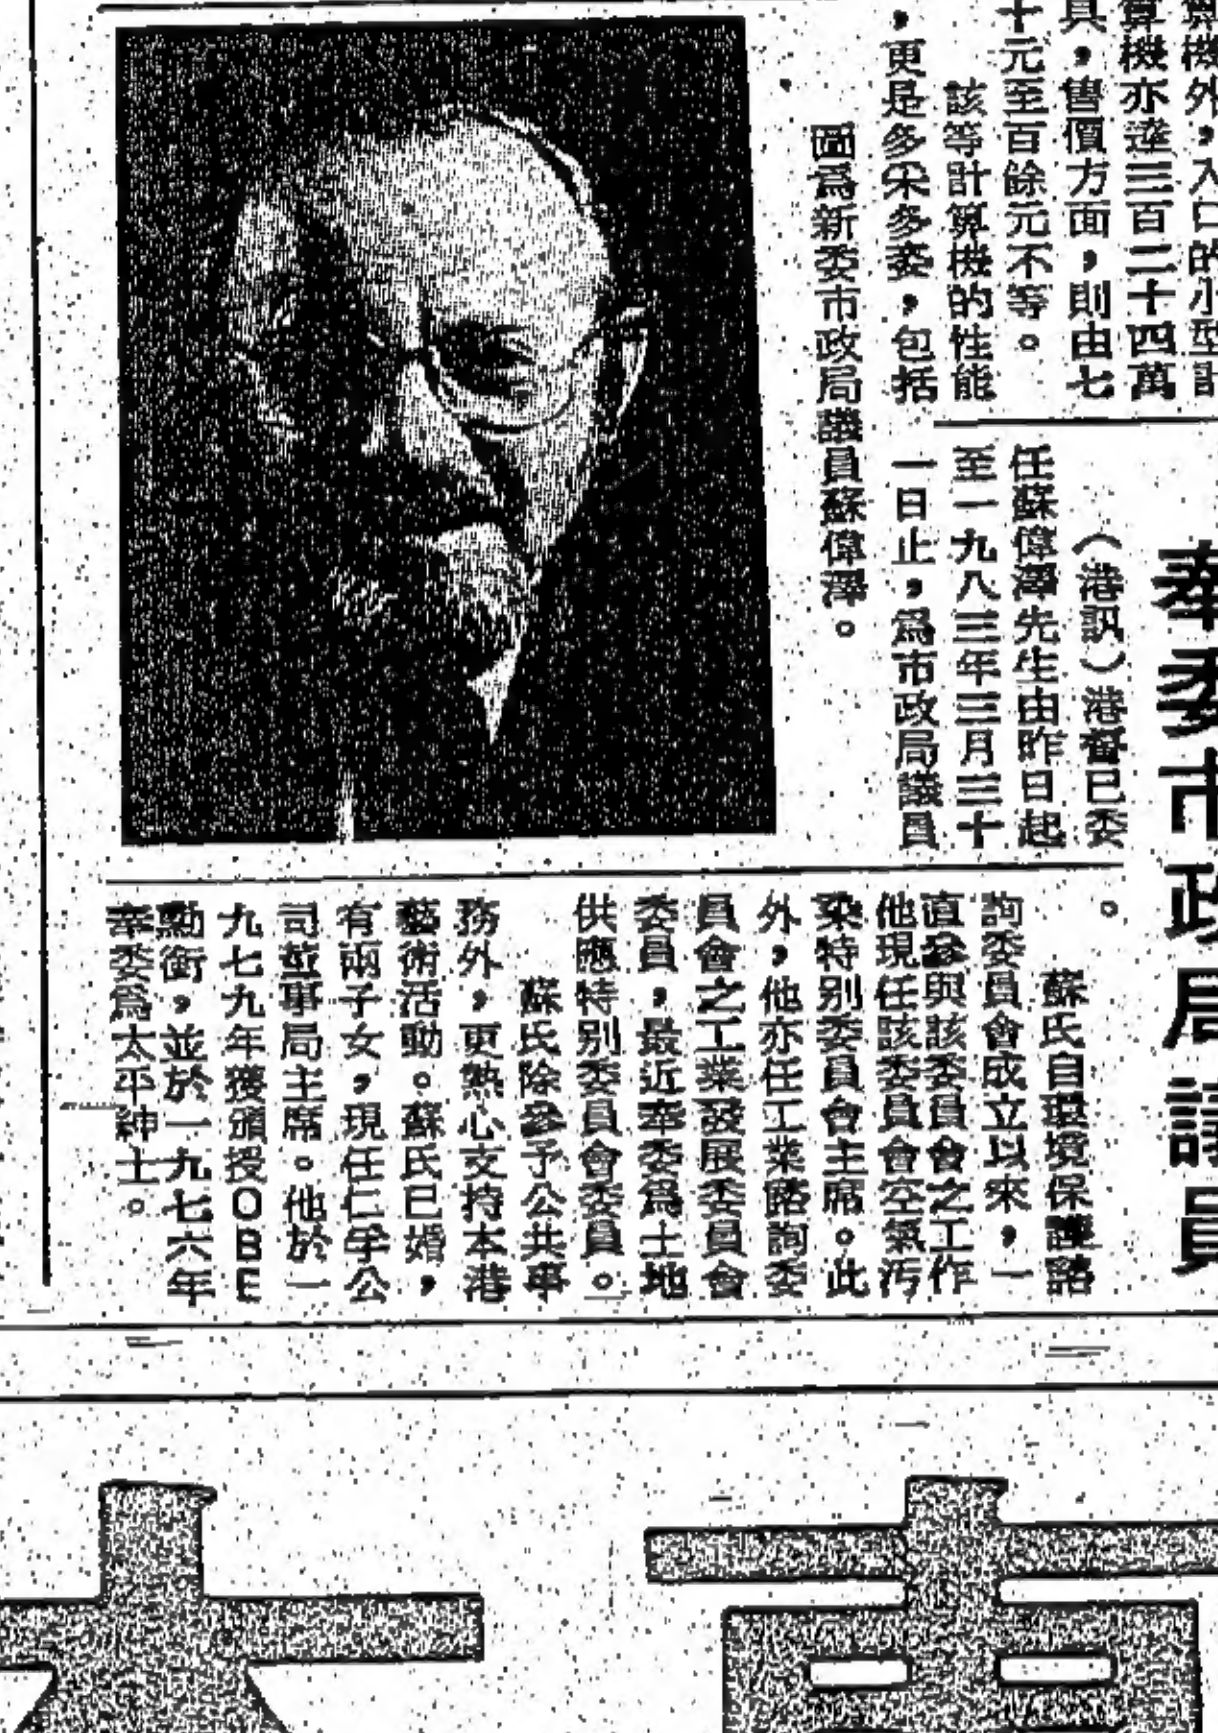 算機外，入口的小型計
算機亦達三百二十四萬
具，售價方面，則由七
十元至百餘元不等。
該等計算機的性能
，更是多采多姿，包括
奉委市政局議員
（港訊）港督已委
任蘇偉澤先生由昨日起
至一九八三年三月三十
一日止，為市政局議員
。
蘇氏自環境保護諮
詢委員會成立以來，一
直參與該委員會之工作
他現任該委員會空氣污
染特別委員會主席。此
外，他亦任工業諮詢委
員會之工業發展委員會
委員，最近奉委為土地
供應特別委員會委員。
蘇氏除參予公共事
務外，更熱心支持本港
藝術活動。蘇氏已婚，
有兩子女，現任仁孚公
司董事局主席。他於一
九七九年獲頒授OBE
勳銜，並於一九七六年
奉委為太平紳士。
圖為新委市政局議員蘇偉澤。